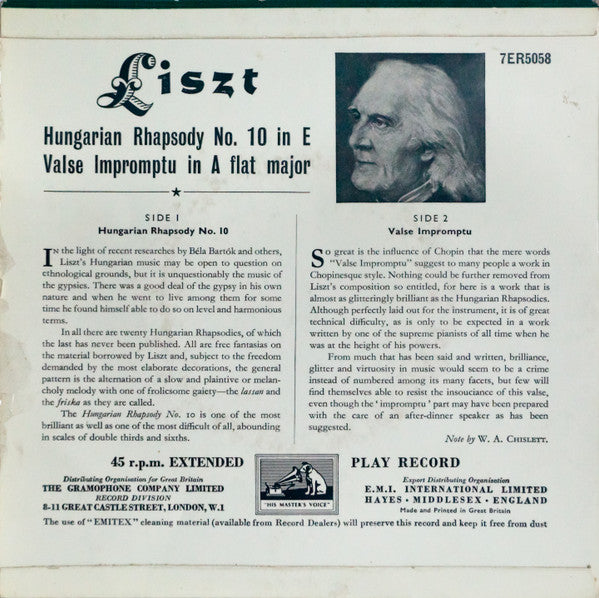 Liszt
7ER5058
Hungarian Rhapsody No. 10 in E
Valse Impromptu in A flat major
SIDE 1
Hungarian Rhapsody No. 10
IN the light of recent researches by Béla Bartók and others,
Liszt's Hungarian music may be open to question on
ethnological grounds, but it is unquestionably the music of
the gypsies. There was a good deal of the gypsy in his own
nature and when he went to live among them for some
time he found himself able to do so on level and harmonious
terms.
In all there are twenty Hungarian Rhapsodies, of which
the last has never been published. All are free fantasias on
the material borrowed by Liszt and, subject to the freedom
demanded by the most elaborate decorations, the general
pattern is the alternation of a slow and plaintive or melan-
choly melody with one of frolicsome gaiety—the lassan and
the friska as they are called.
The Hungarian Rhapsody No. 10 is one of the most
brilliant as well as one of the most difficult of all, abounding
in scales of double thirds and sixths.
SIDE 2
Valse Impromptu
So great is the influence of Chopin that the mere words
"Valse Impromptu" suggest to many people a work in
Chopinesque style. Nothing could be further removed from
Liszt's composition so entitled, for here is a work that is
almost as glitteringly brilliant as the Hungarian Rhapsodies.
Although perfectly laid out for the instrument, it is of great
technical difficulty, as is only to be expected in a work
written by one of the supreme pianists of all time when he
was at the height of his powers.
From much that has been said and written, brilliance,
glitter and virtuosity in music would seem to be a crime
instead of numbered among its many facets, but few will
find themselves able to resist the insouciance of this valse,
even though the 'impromptu' part may have been prepared
with the care of an after-dinner speaker as has been
suggested.
Note by W. A. CHISLETT.
45 r.p.m. EXTENDED
PLAY RECORD
Distributing Organisation for Great Britain
THE GRAMOPHONE COMPANY LIMITED
RECORD DIVISION
8-11 GREAT CASTLE STREET, LONDON, W.1
"HIS MASTER'S VOICE"
Export Distributing Organisation
E.M.I. INTERNATIONAL LIMITED
HAYES · MIDDLESEX · ENGLAND
Made and Printed in Great Britain
The use of "EMITEX" cleaning material (available from Record Dealers) will preserve this record and keep it free from dust